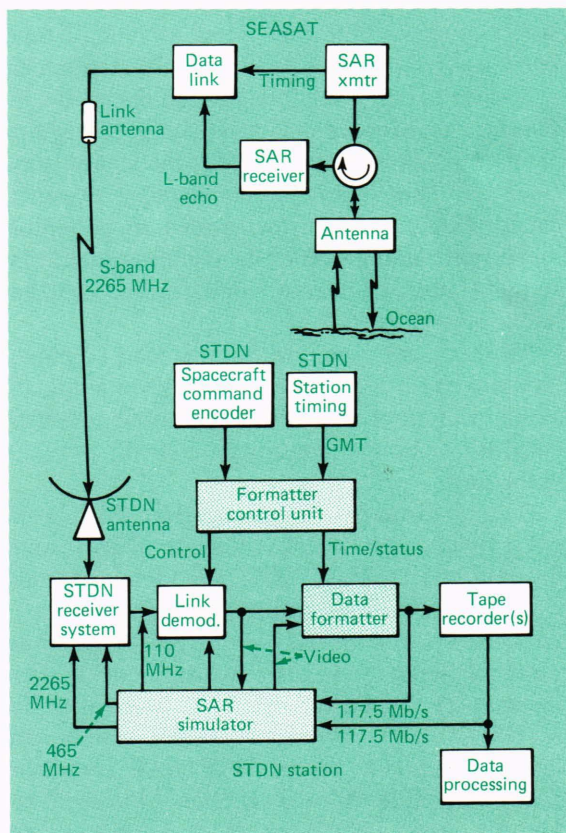 SEASAT
Data
link
Timing
SAR
xmtr
Link
antenna
SAR
receiver
L-band
echo
Antenna
S-band
2265 MHz
Ocean
STDN
Spacecraft
command
encoder
STDN
Station
timing
GMT
Formatter
control unit
STDN
antenna
Control
Time/status
STDN
receiver
system
Link
demod.
Data
formatter
Tape
recorder(s)
110
MHz
Video
2265
MHz
SAR
simulator
117.5 Mb/s
117.5 Mb/s
465
MHz
STDN station
Data
processing